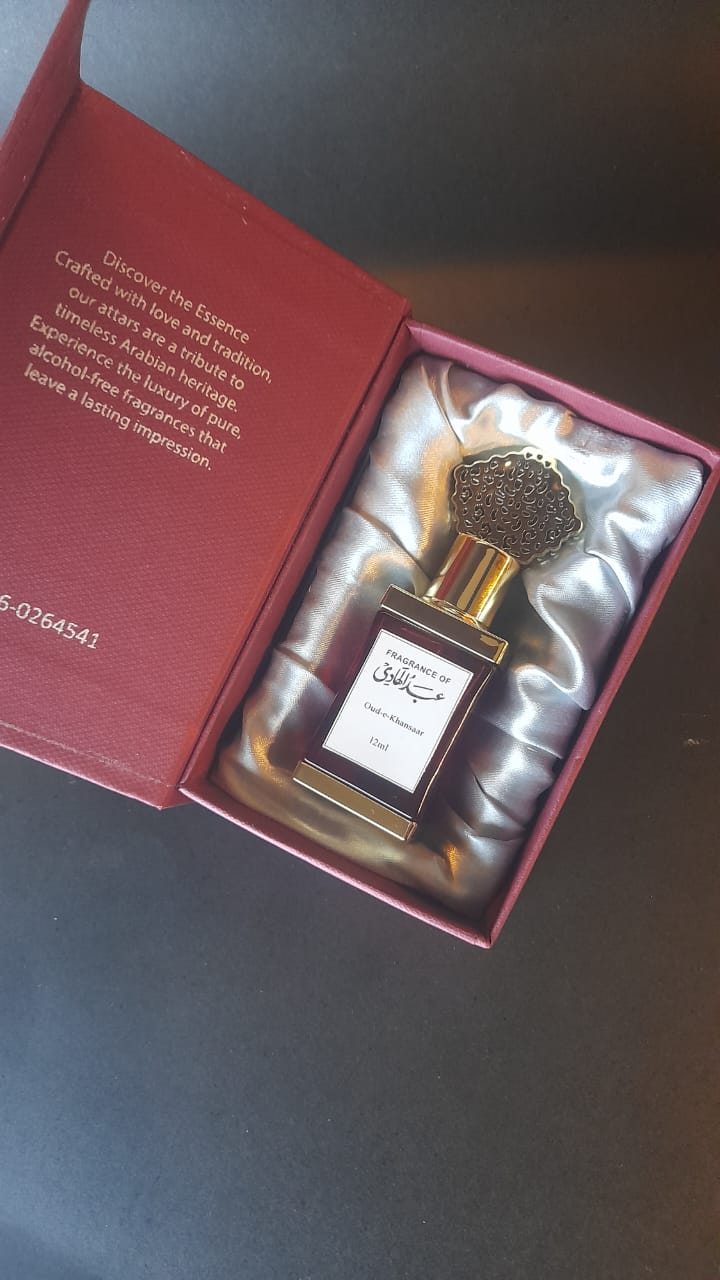 Discover the Essence
Crafted with love and tradition,
our attars are a tribute to
timeless Arabian heritage.
Experience the luxury of pure,
alcohol-free fragrances that
leave a lasting impression.
6-0264541
FRAGRANCE OF
عبدالهادي
Oud-e-Khansaar
12ml